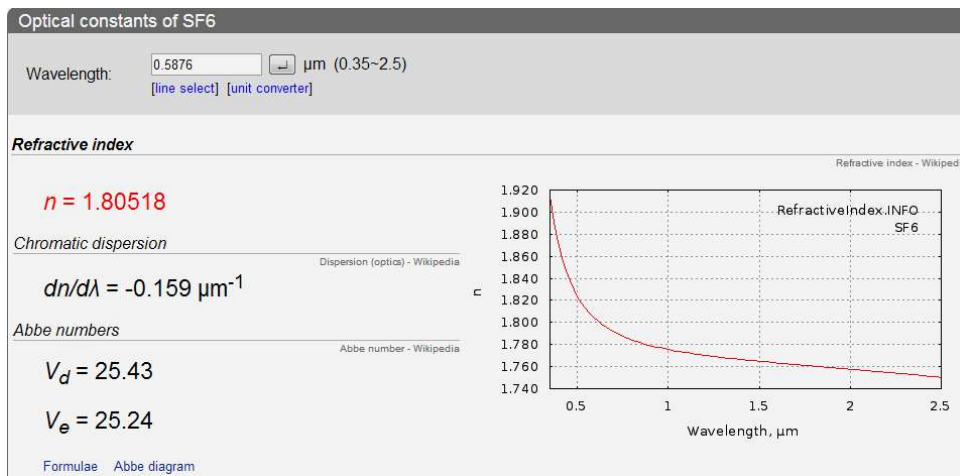 Optical constants of SF6
Wavelength: 0.5876 ↵ μm (0.35~2.5)
[line select] [unit converter]
Refractive index
Refractive index - Wikiped
n = 1.80518
Chromatic dispersion
Dispersion (optics) - Wikipedia
dn/dλ = -0.159 μm⁻¹
Abbe numbers
Abbe number - Wikipedia
V_d = 25.43
V_e = 25.24
Formulae Abbe diagram
RefractiveIndex.INFO
SF6
n
1.920
1.900
1.880
1.860
1.840
1.820
1.800
1.780
1.760
1.740
0.5 1 1.5 2 2.5
Wavelength, μm